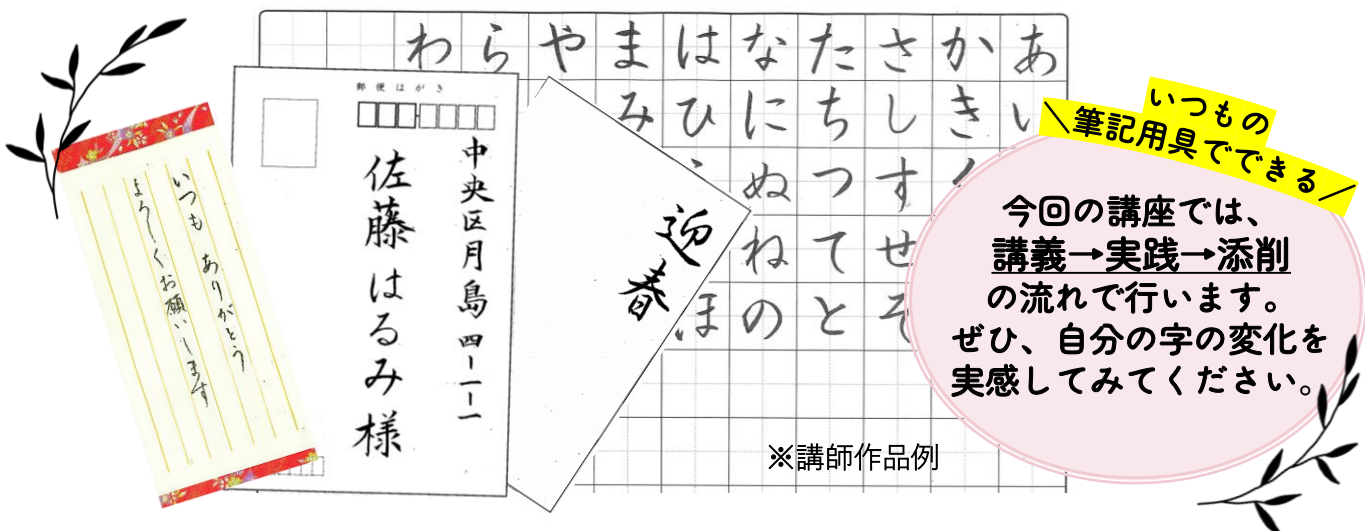 いつも ありがとう
よろしくお願いします
郵便はがき
中央区月島 四-一-一
佐藤はるみ様
迎春
あい
かき
さしすせそ
たちつてと
なにぬねの
はひほ
まみ
や
ら
わ
※講師作品例
\いつもの
筆記用具でできる/
今回の講座では、
講義→実践→添削
の流れで行います。
ぜひ、自分の字の変化を
実感してみてください。